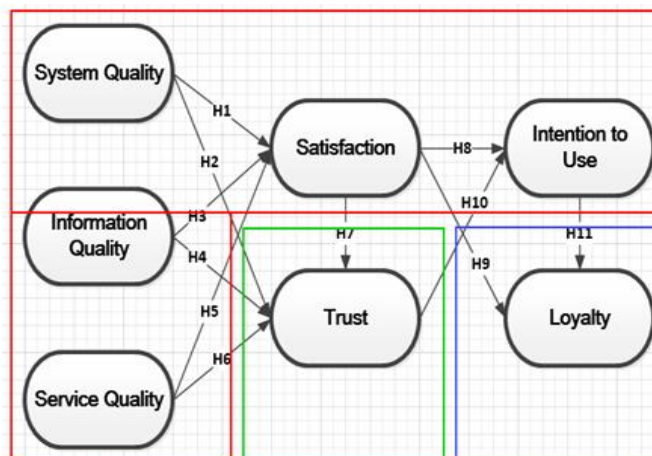 System Quality
H1
Satisfaction
H8
Intention to
Use
H2
H10
Information
Quality
H3
H7
H11
H4
H9
H5
Trust
Loyalty
H6
Service Quality